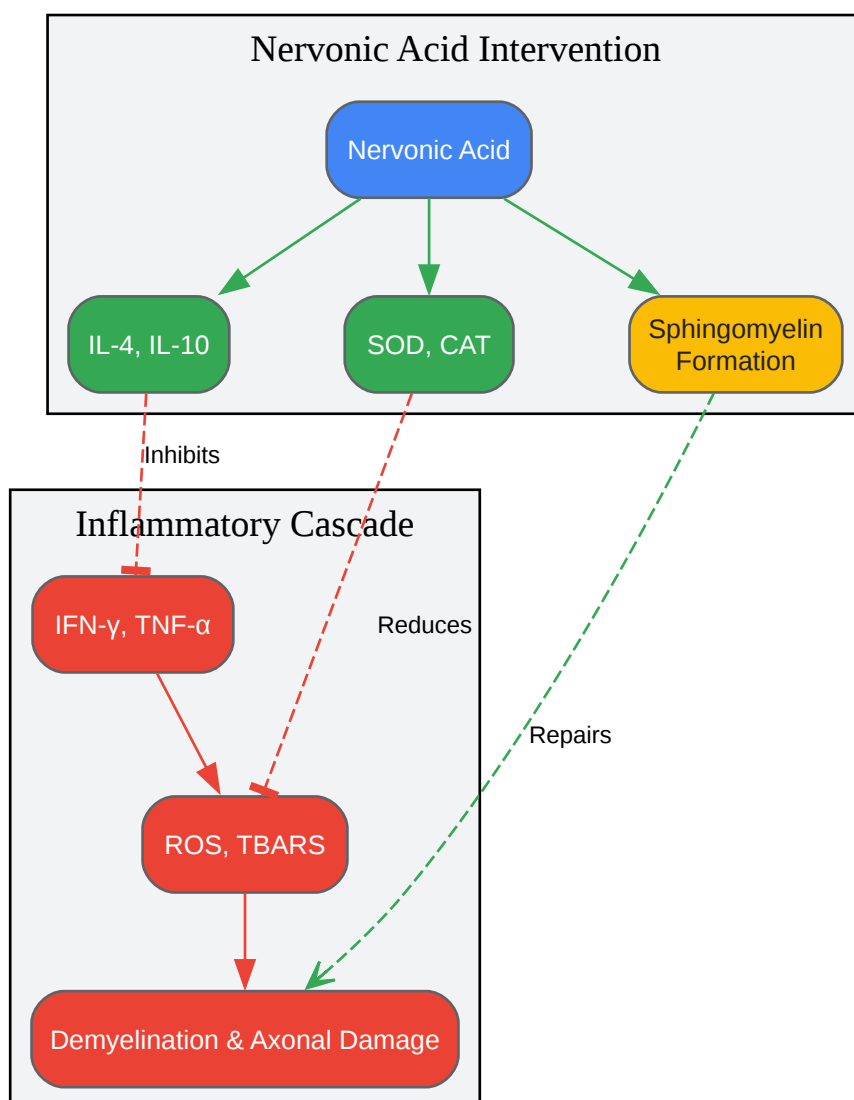 Nervonic Acid Intervention
Nervonic Acid
IL-4, IL-10
SOD, CAT
Sphingomyelin
Formation
Inhibits
Inflammatory Cascade
IFN-γ, TNF-α
Reduces
Repairs
ROS, TBARS
Demyelination & Axonal Damage